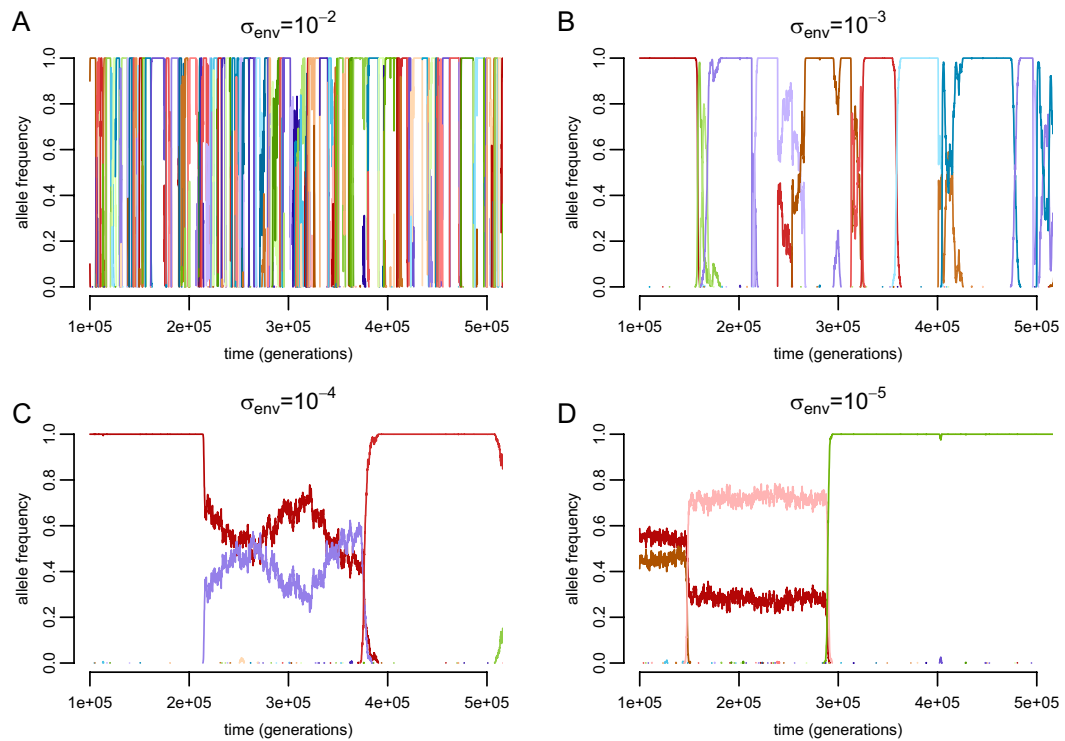 A
σenv=10−2
allele frequency
0.0 0.2 0.4 0.6 0.8 1.0
1e+05 2e+05 3e+05 4e+05 5e+05
time (generations)
B
σenv=10−3
allele frequency
0.0 0.2 0.4 0.6 0.8 1.0
1e+05 2e+05 3e+05 4e+05 5e+05
time (generations)
C
σenv=10−4
allele frequency
0.0 0.2 0.4 0.6 0.8 1.0
1e+05 2e+05 3e+05 4e+05 5e+05
time (generations)
D
σenv=10−5
allele frequency
0.0 0.2 0.4 0.6 0.8 1.0
1e+05 2e+05 3e+05 4e+05 5e+05
time (generations)